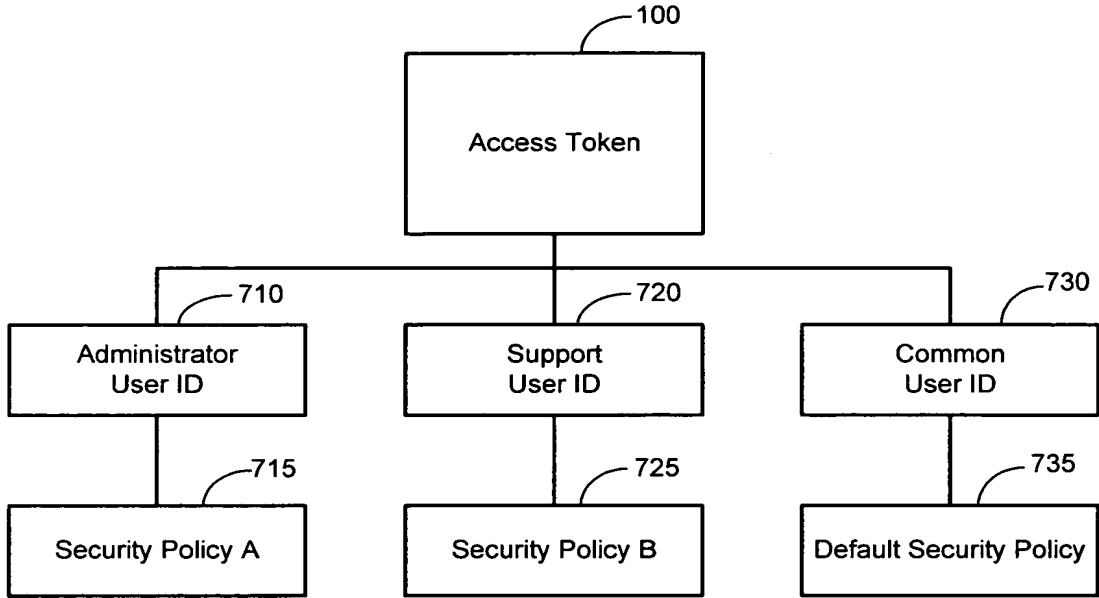 100
Access Token
710
720
730
Administrator
User ID
Support
User ID
Common
User ID
715
725
735
Security Policy A
Security Policy B
Default Security Policy